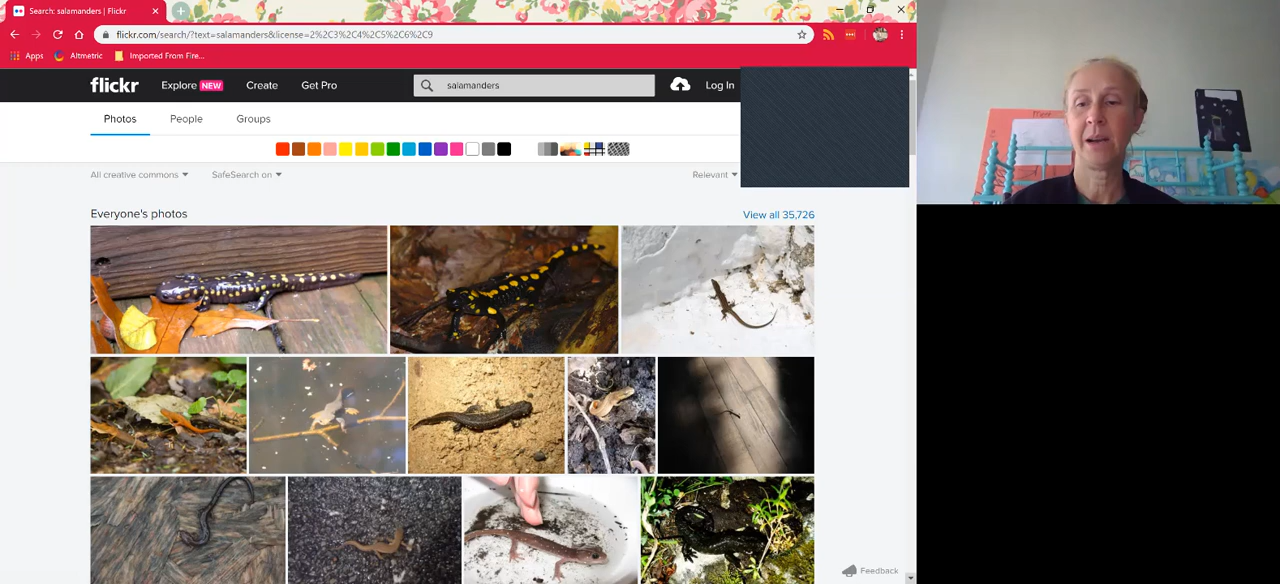 Search: salamanders | Flickr
flickr.com/search/?text=salamanders&license=2%2C3%2C4%2C5%2C6%2C9
Apps Altmetric Imported From Fire...
flickr Explore NEW Create Get Pro salamanders Log In
Photos People Groups
All creative commons SafeSearch on Relevant
Everyone's photos View all 35,726
Feedback